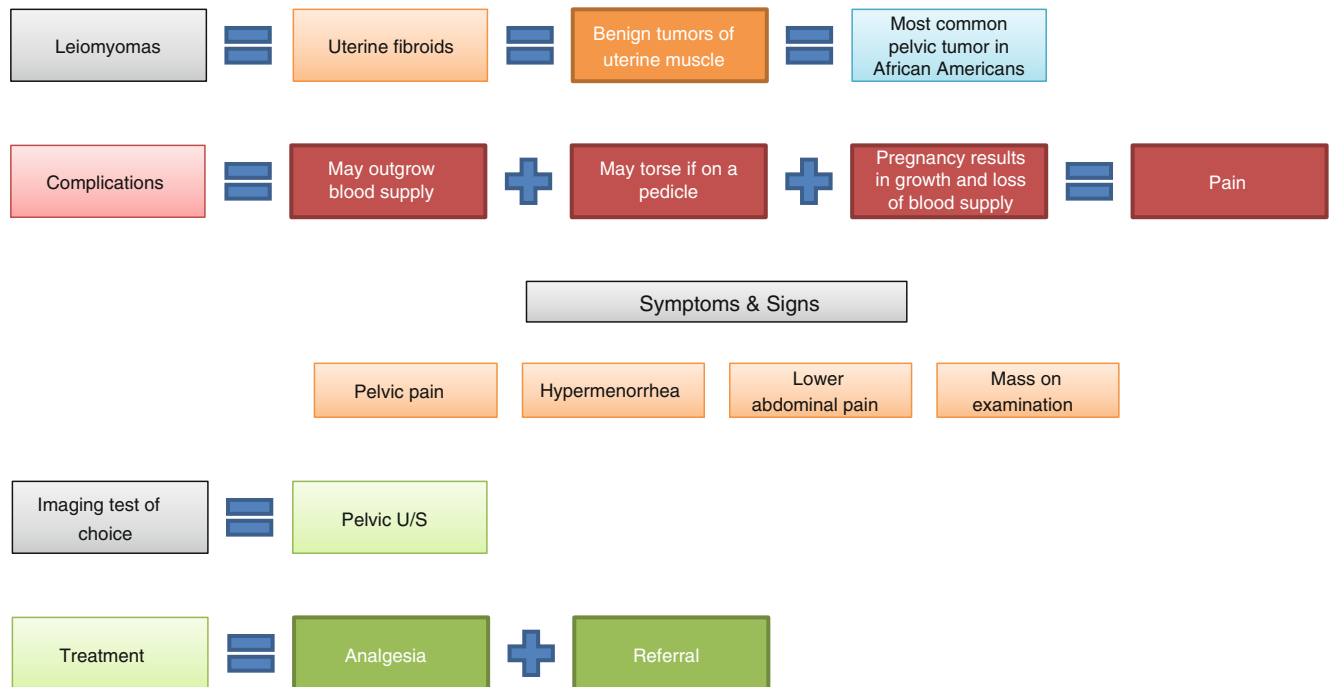 Leiomyomas
Uterine fibroids
Benign tumors of
uterine muscle
Most common
pelvic tumor in
African Americans
Complications
May outgrow
blood supply
May torse if on a
pedicle
Pregnancy results
in growth and loss
of blood supply
Pain
Symptoms & Signs
Pelvic pain
Hypermenorrhea
Lower
abdominal pain
Mass on
examination
Imaging test of
choice
Pelvic U/S
Treatment
Analgesia
Referral